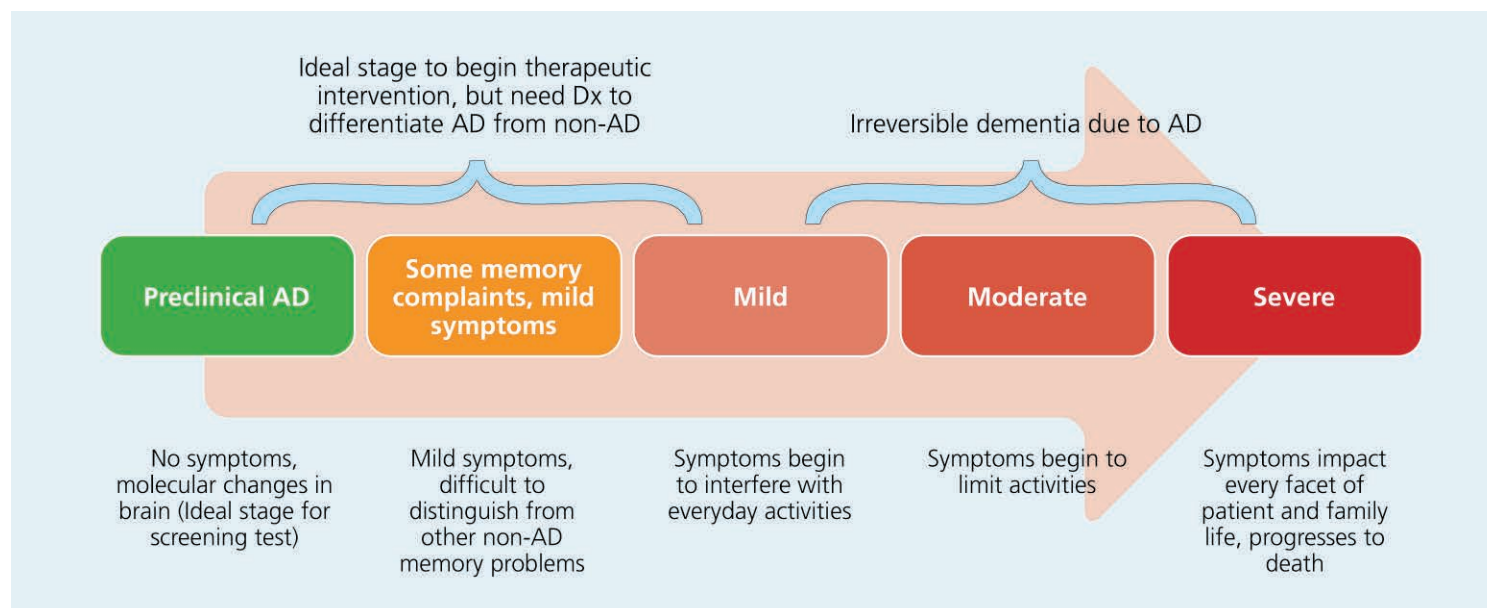 Ideal stage to begin therapeutic
intervention, but need Dx to
differentiate AD from non-AD
Irreversible dementia due to AD
Preclinical AD
Some memory
complaints, mild
symptoms
Mild
Moderate
Severe
No symptoms,
molecular changes in
brain (Ideal stage for
screening test)
Mild symptoms,
difficult to
distinguish from
other non-AD
memory problems
Symptoms begin
to interfere with
everyday activities
Symptoms begin to
limit activities
Symptoms impact
every facet of
patient and family
life, progresses to
death